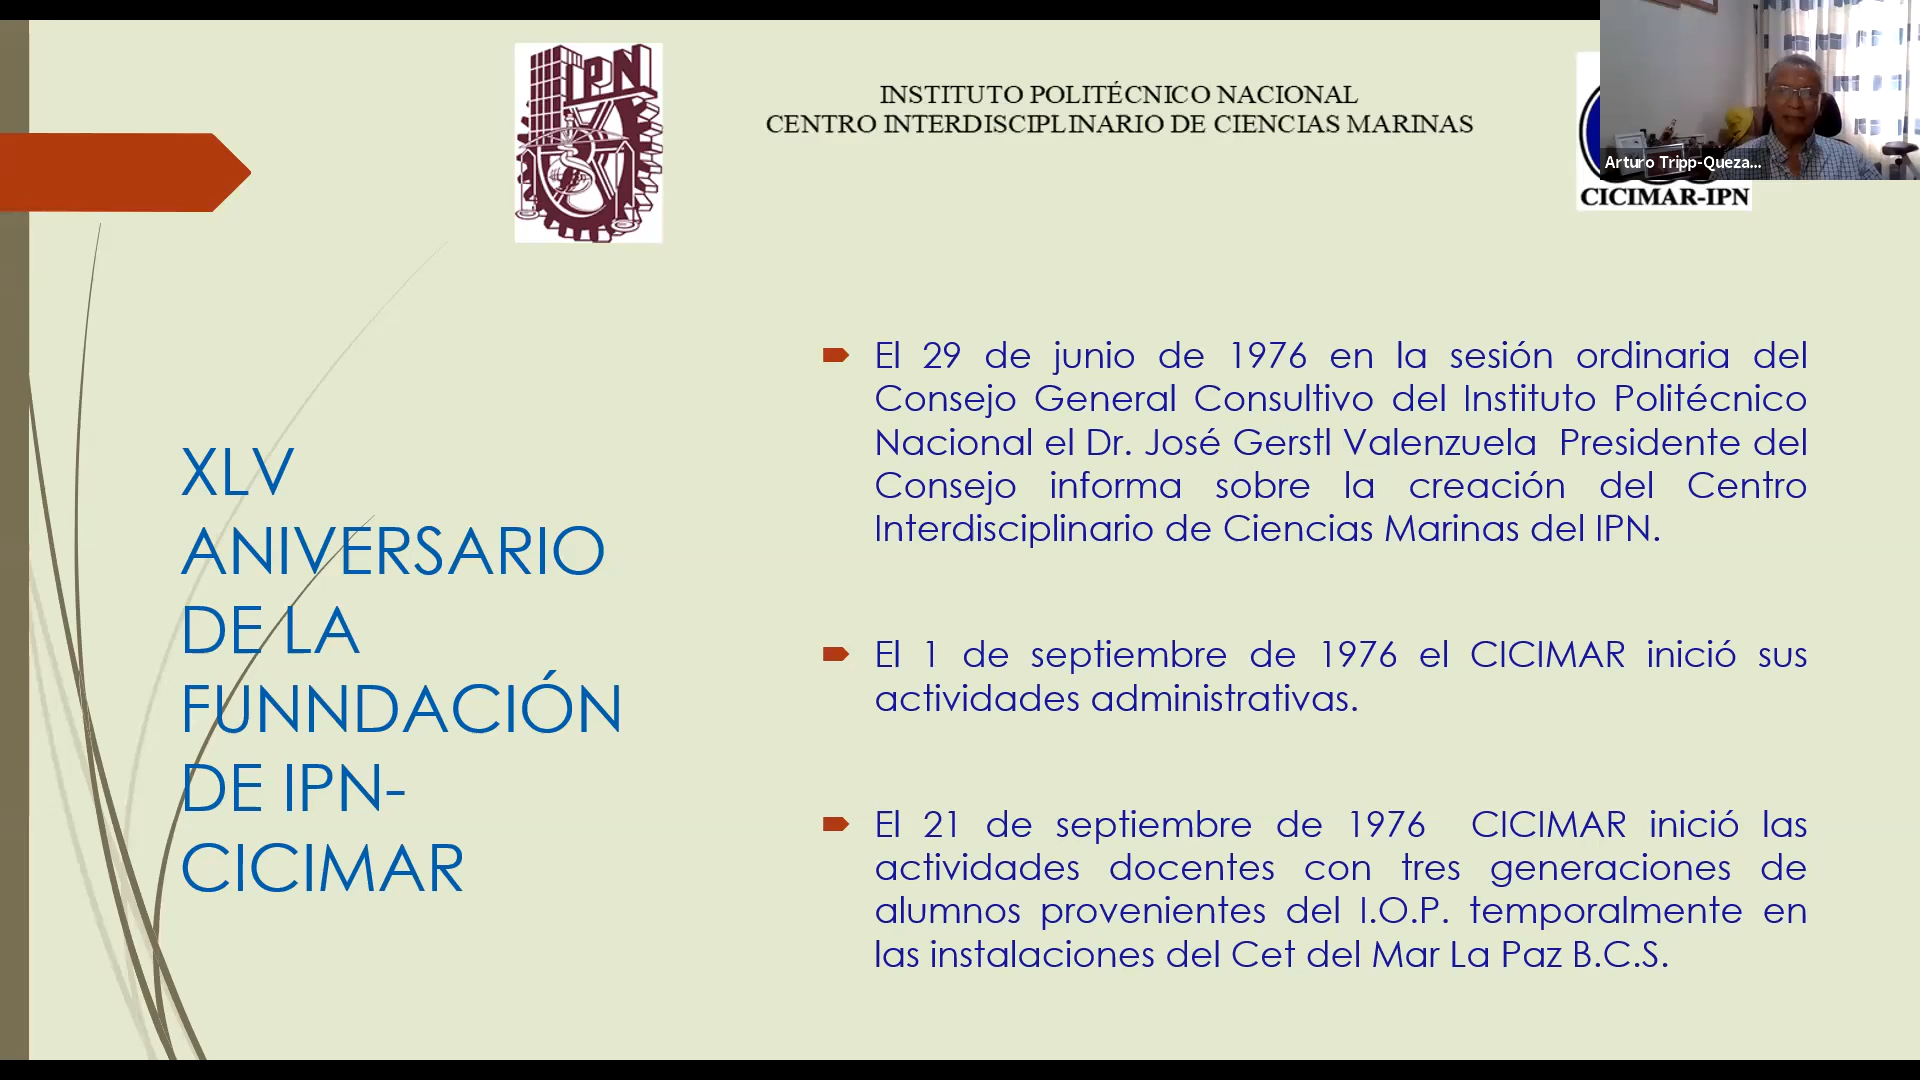 IPN
INSTITUTO POLITÉCNICO NACIONAL
CENTRO INTERDISCIPLINARIO DE CIENCIAS MARINAS
Arturo Tripp-Queza...
CICIMAR-IPN
XLV
ANIVERSARIO
DE LA
FUNNDACIÓN
DE IPN-
CICIMAR
El 29 de junio de 1976 en la sesión ordinaria del
Consejo General Consultivo del Instituto Politécnico
Nacional el Dr. José Gerstl Valenzuela Presidente del
Consejo informa sobre la creación del Centro
Interdisciplinario de Ciencias Marinas del IPN.
El 1 de septiembre de 1976 el CICIMAR inició sus
actividades administrativas.
El 21 de septiembre de 1976 CICIMAR inició las
actividades docentes con tres generaciones de
alumnos provenientes del I.O.P. temporalmente en
las instalaciones del Cet del Mar La Paz B.C.S.